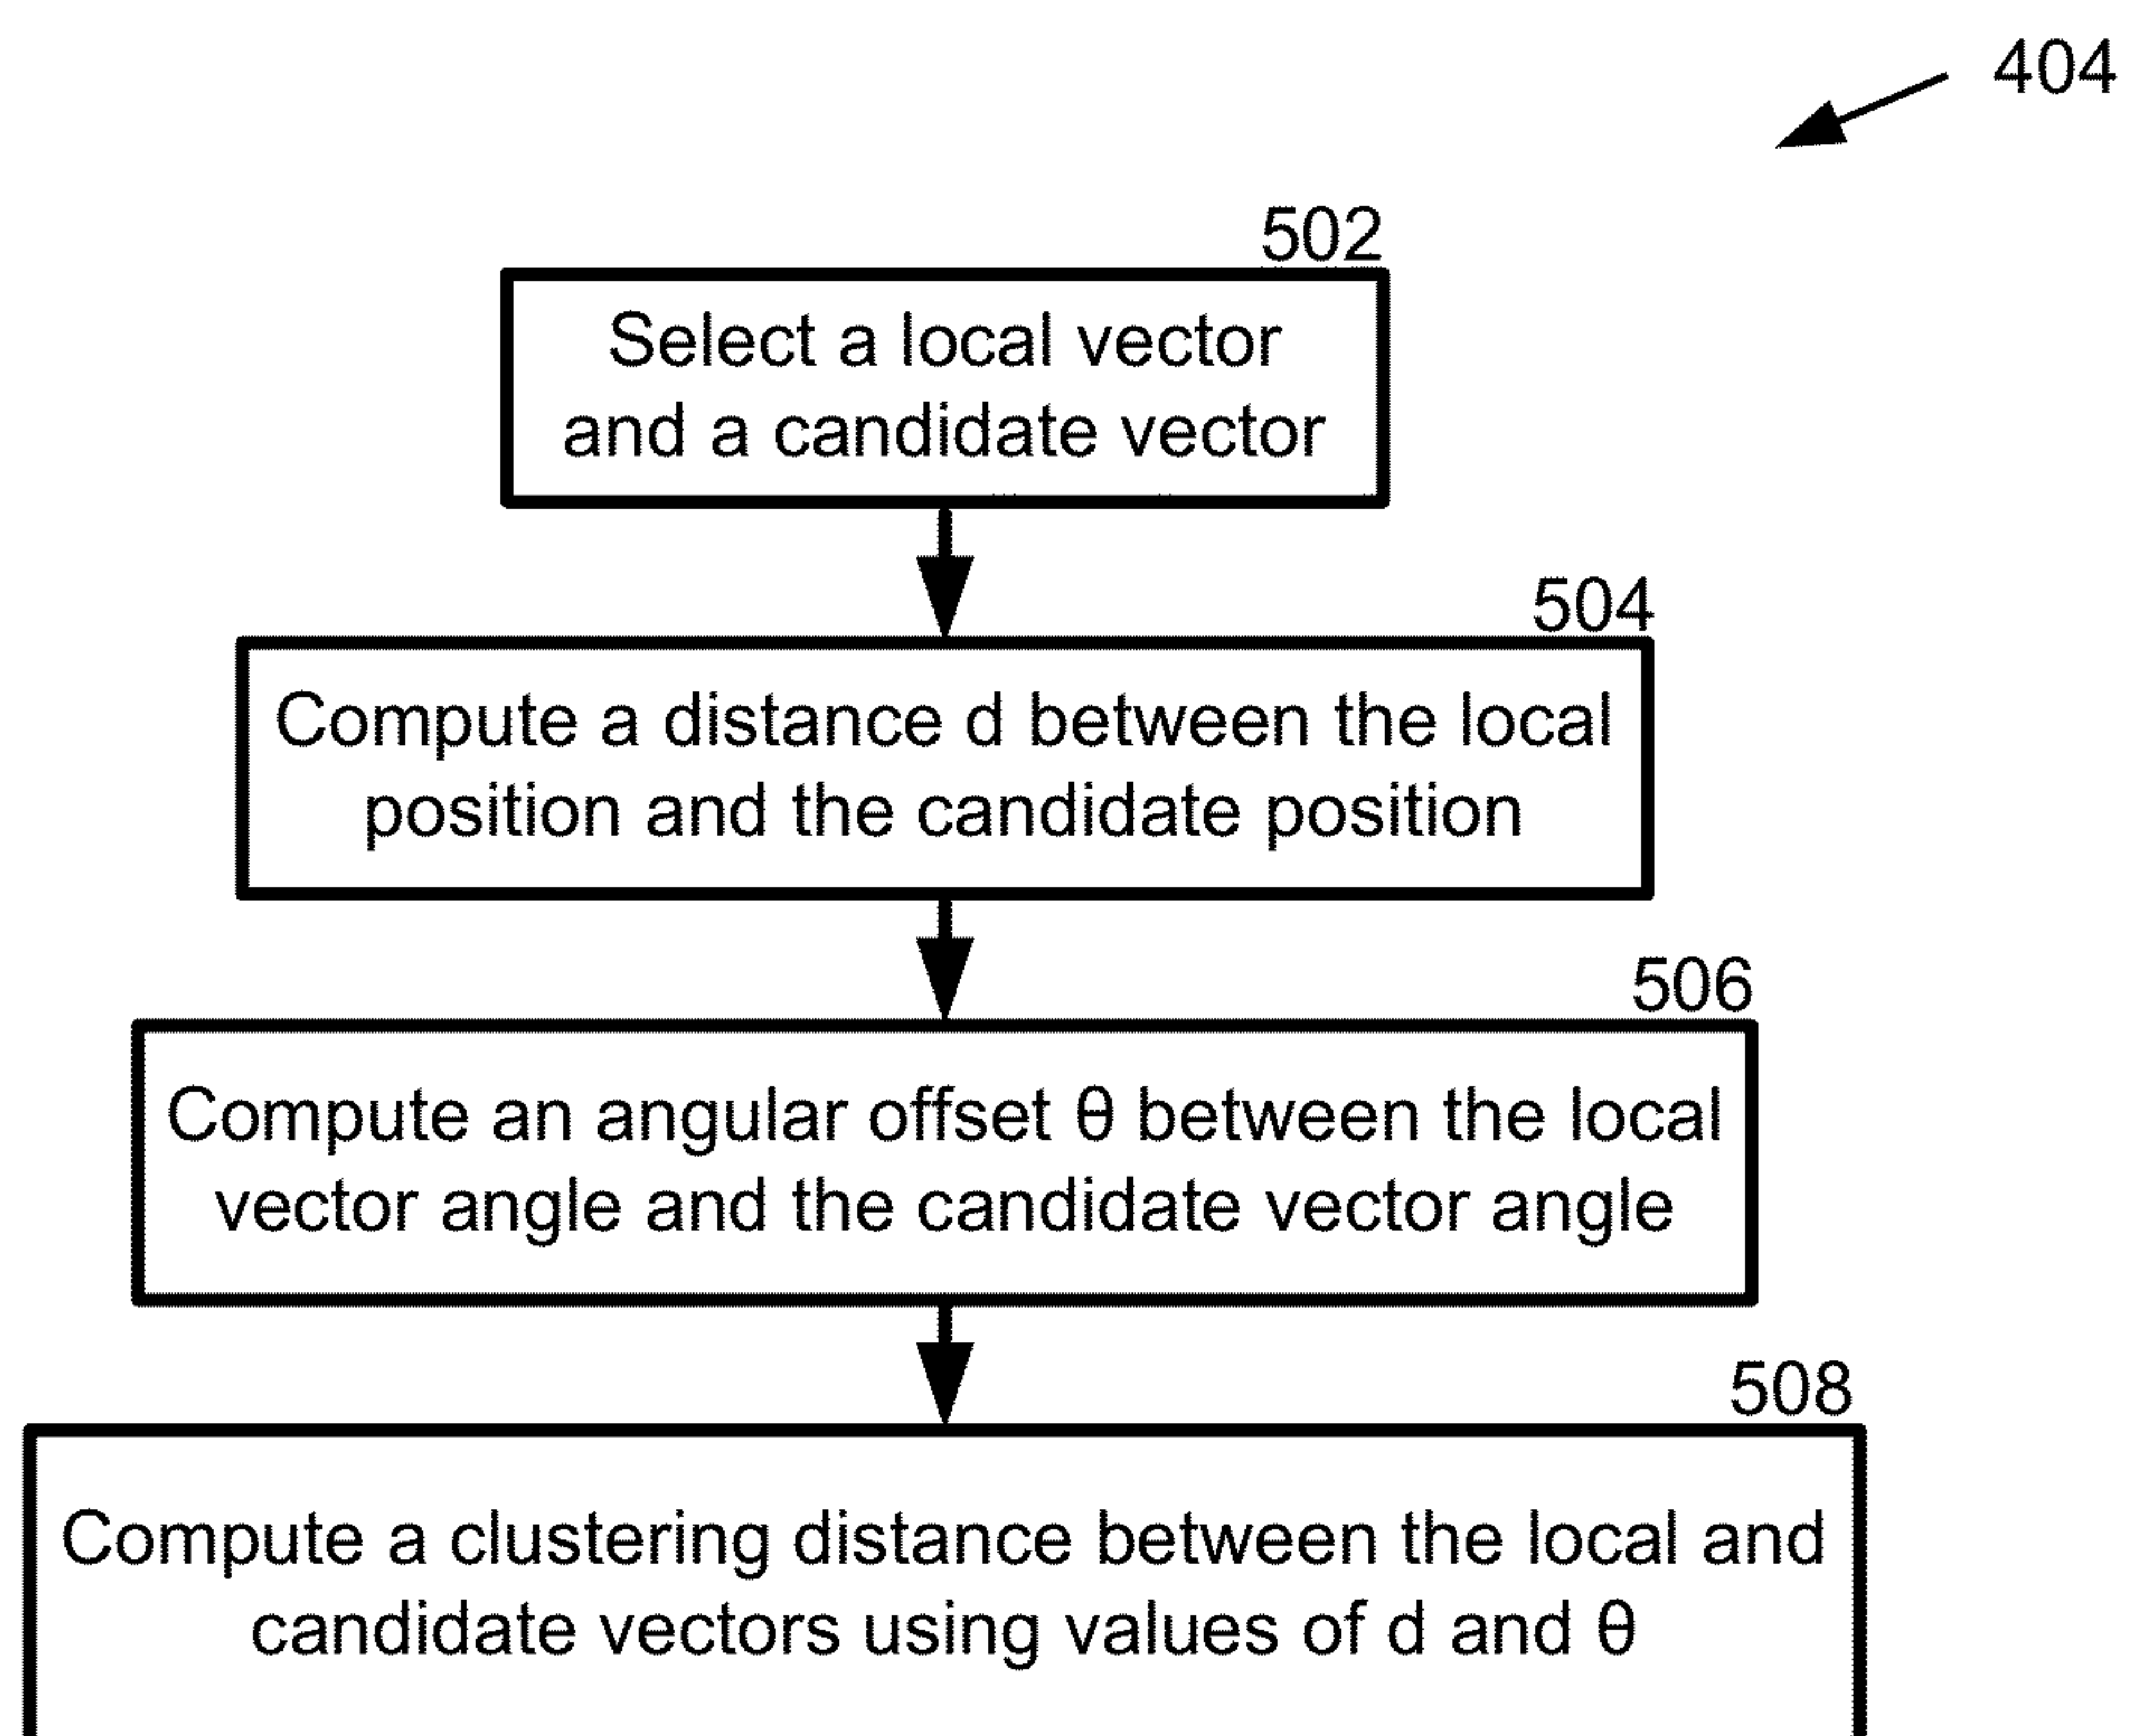 404
502
Select a local vector
and a candidate vector
504
Compute a distance d between the local
position and the candidate position
506
Compute an angular offset θ between the local
vector angle and the candidate vector angle
508
Compute a clustering distance between the local and
candidate vectors using values of d and θ